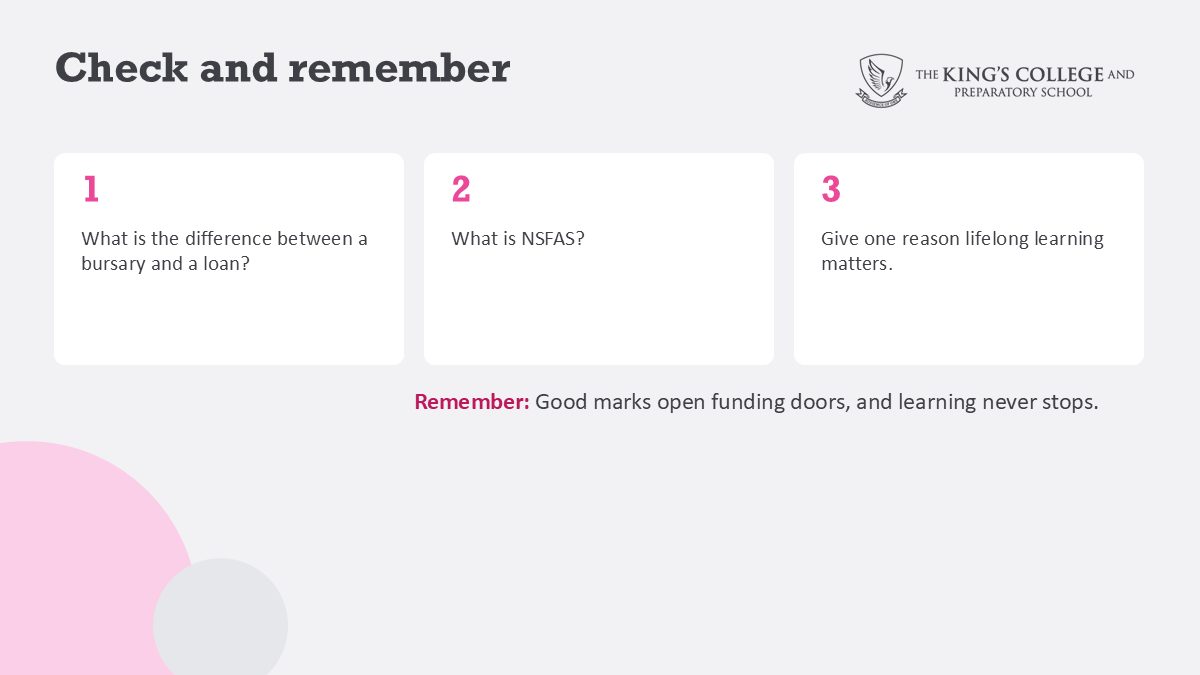 Check and remember
THE KING'S COLLEGE AND
PREPARATORY SCHOOL
1
What is the difference between a
bursary and a loan?
2
What is NSFAS?
3
Give one reason lifelong learning
matters.
Remember: Good marks open funding doors, and learning never stops.